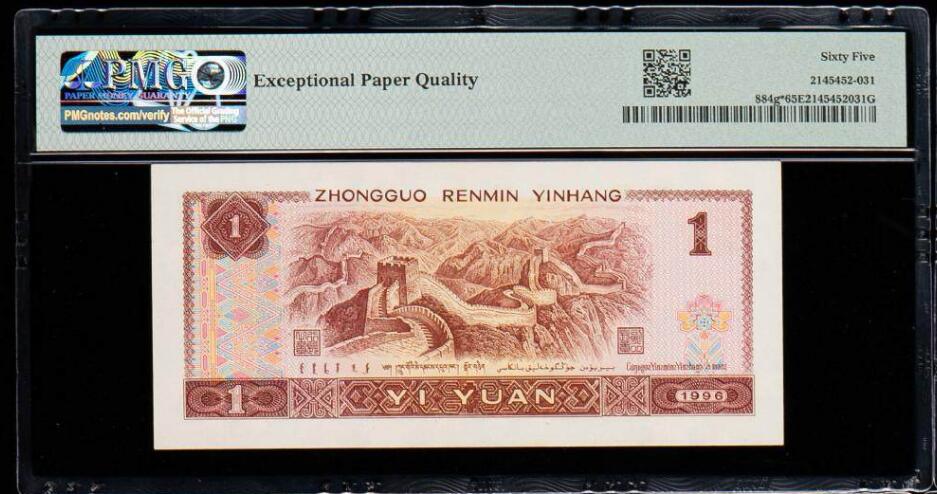 PMG
PAPER MONEY GUARANTY
PMGnotes.com/verify
The Official Grading
Service of the PNG
Exceptional Paper Quality
Sixty Five
2145452-031
884g*65E2145452031G
ZHONGGUO RENMIN YINHANG
1
1
1
YI YUAN
1996